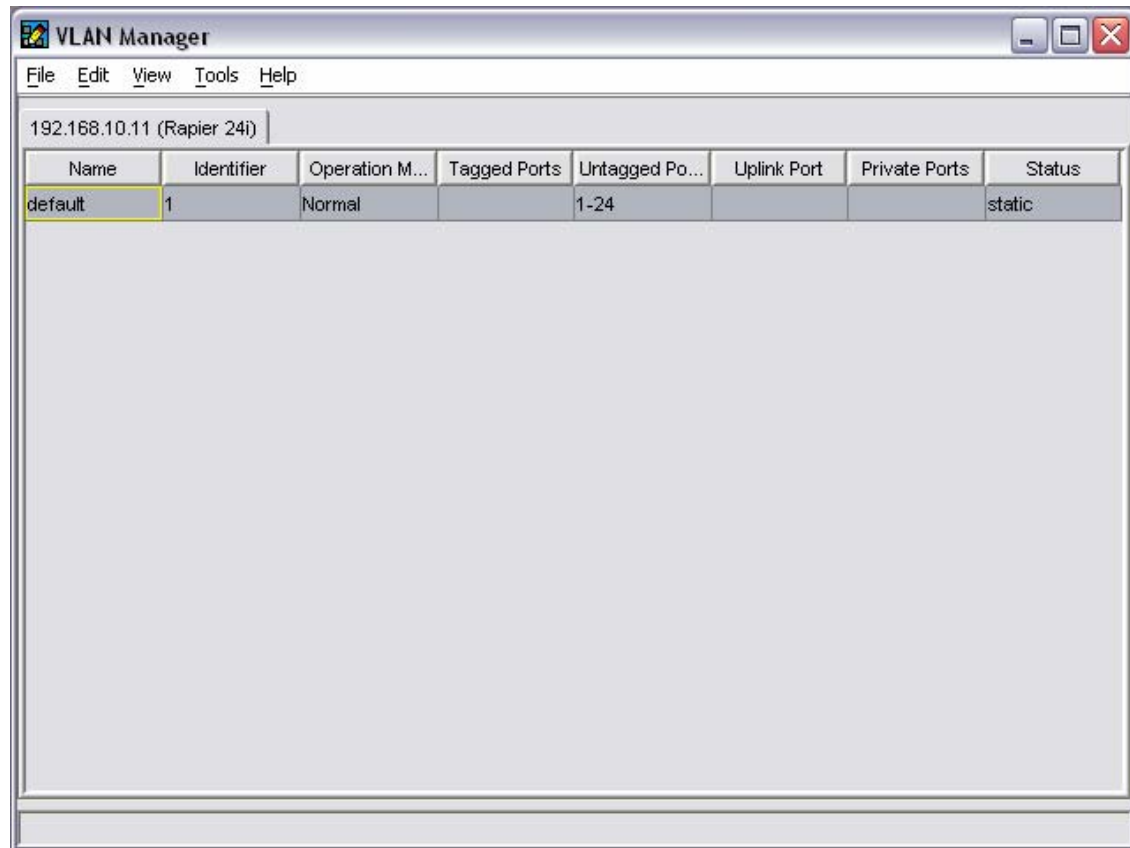 VLAN Manager
File Edit View Tools Help
192.168.10.11 (Rapier 24i)
Name Identifier Operation M... Tagged Ports Untagged Po... Uplink Port Private Ports Status
default 1 Normal 1-24 static